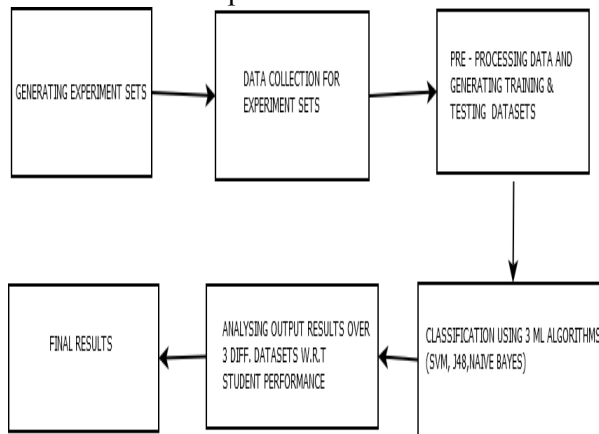 GENERATING EXPERIMENT SETS
DATA COLLECTION FOR
EXPERIMENT SETS
PRE - PROCESSING DATA AND
GENERATING TRAINING &
TESTING DATASETS
CLASSIFICATION USING 3 ML ALGORITHMS
(SVM, J48,NAIVE BAYES)
ANALYSING OUTPUT RESULTS OVER
3 DIFF. DATASETS W.R.T
STUDENT PERFORMANCE
FINAL RESULTS